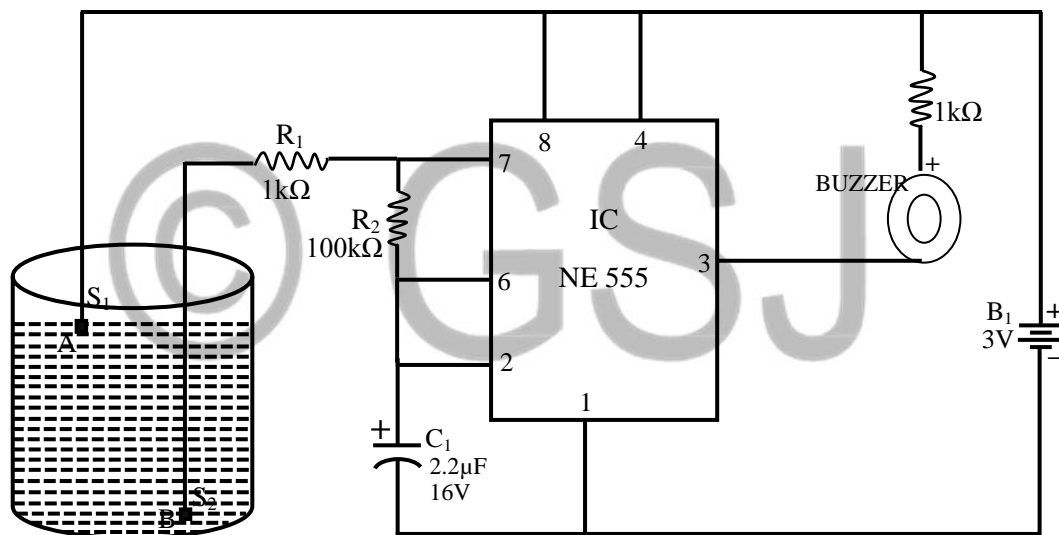 © GSJ
8
4
1kΩ
R₁
1kΩ
7
+
BUZZER
R₂
100kΩ
IC
NE 555
3
6
S₁
A
B₁
+
3V
−
2
1
+
C₁
2.2µF
16V
S₂
B